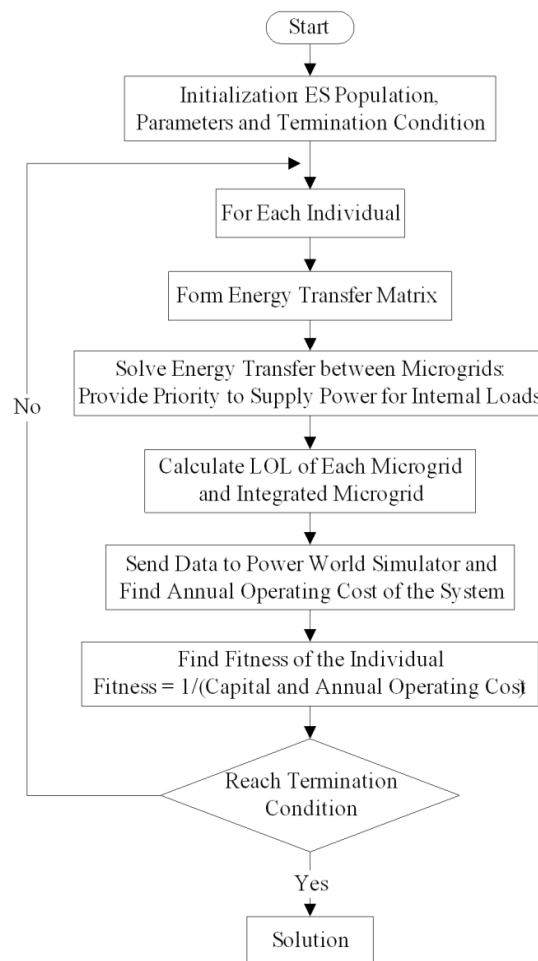 Start
Initialization: ES Population,
Parameters and Termination Condition
For Each Individual
Form Energy Transfer Matrix
Solve Energy Transfer between Microgrids:
Provide Priority to Supply Power for Internal Loads
No
Calculate LOL of Each Microgrid
and Integrated Microgrid
Send Data to Power World Simulator and
Find Annual Operating Cost of the System
Find Fitness of the Individual
Fitness = 1/(Capital and Annual Operating Cost)
Reach Termination
Condition
Yes
Solution